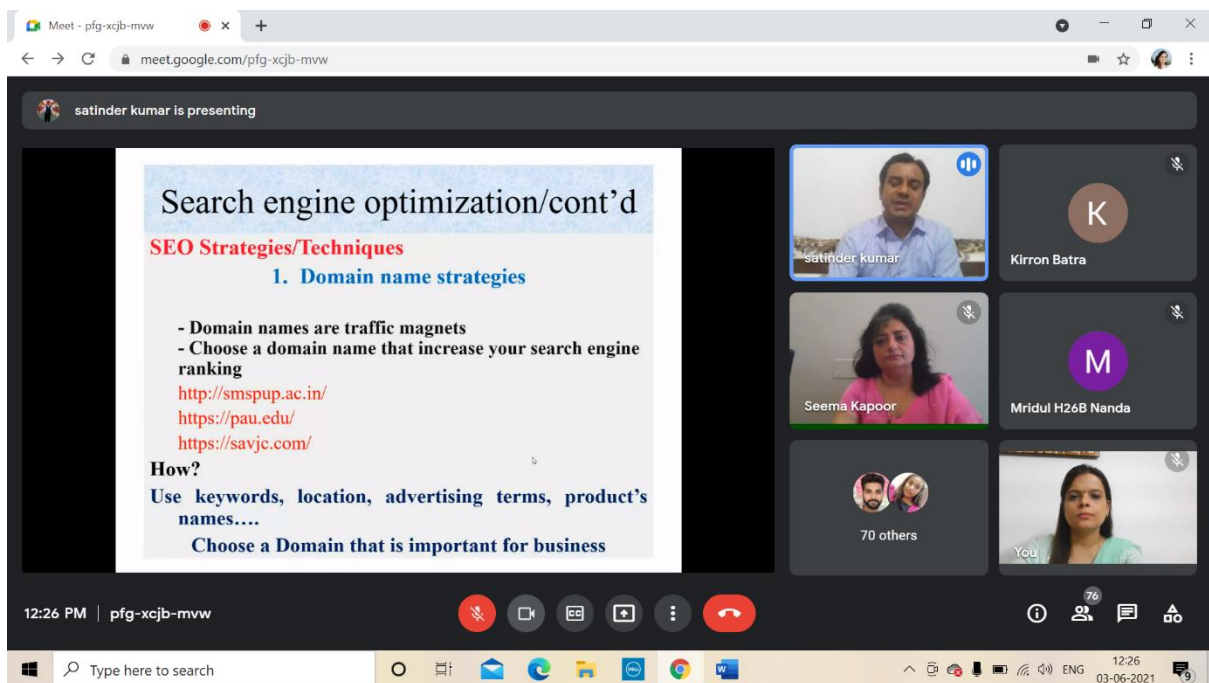 Meet - pfg-xcjb-mvw
meet.google.com/pfg-xcjb-mvw
satinder kumar is presenting
Search engine optimization/cont'd
SEO Strategies/Techniques
1. Domain name strategies
- Domain names are traffic magnets
- Choose a domain name that increase your search engine
ranking
http://smspup.ac.in/
https://pau.edu/
https://savjc.com/
How?
Use keywords, location, advertising terms, product's
names….
Choose a Domain that is important for business
satinder kumar
K
Kirron Batra
Seema Kapoor
M
Mridul H26B Nanda
70 others
You
12:26 PM | pfg-xcjb-mvw
76
Type here to search
DELL
W
ENG
12:26
03-06-2021
9